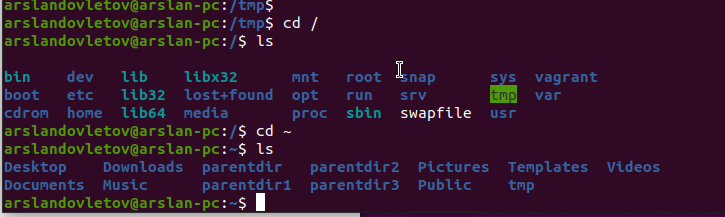 arslandovletov@arslan-pc:/tmp$
arslandovletov@arslan-pc:/tmp$ cd /
arslandovletov@arslan-pc:/$ ls
bin dev lib libx32 mnt root snap sys vagrant
boot etc lib32 lost+found opt run srv tmp var
cdrom home lib64 media proc sbin swapfile usr
arslandovletov@arslan-pc:/$ cd ~
arslandovletov@arslan-pc:~$ ls
Desktop Downloads parentdir parentdir2 Pictures Templates Videos
Documents Music parentdir1 parentdir3 Public tmp
arslandovletov@arslan-pc:~$